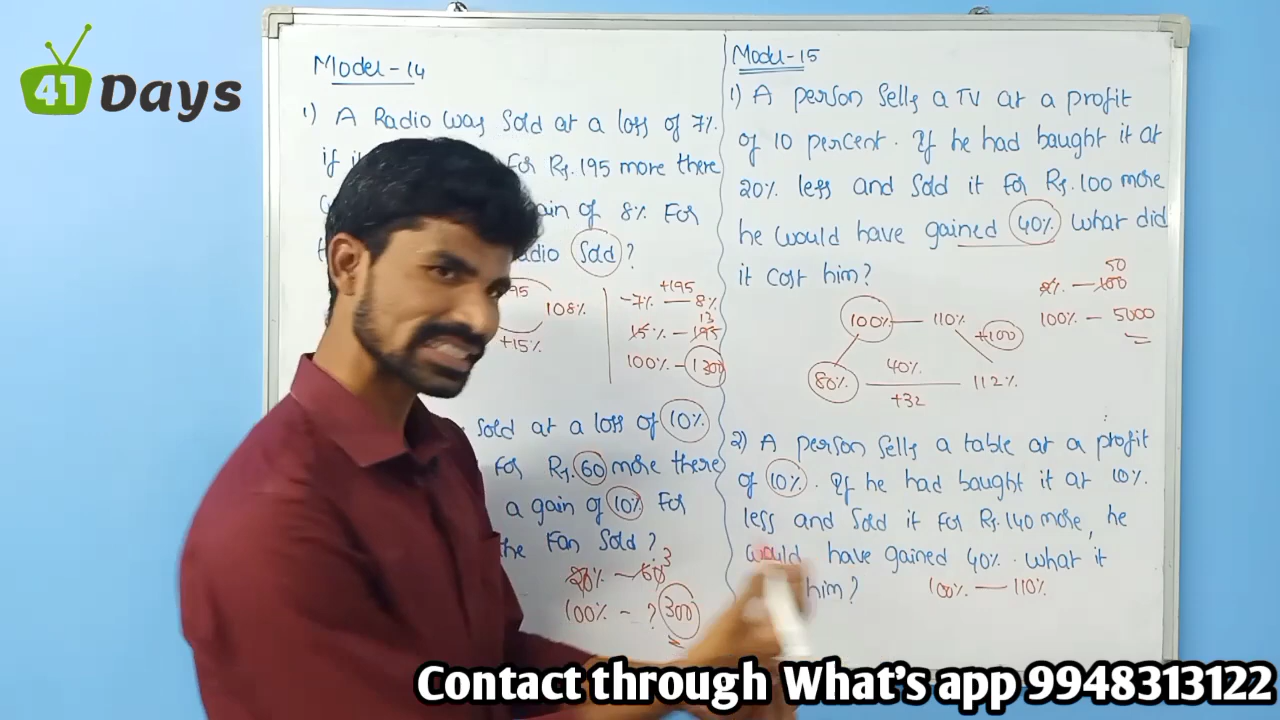 41 Days
Model-14
1) A Radio was Sold at a loss of 7%.
if i For Rs.195 more there
ain of 8% For
adio Sold?
95 108%
+15%
+195
-7% — 8%
13
15% — 195
100% — 1300
Sold at a loss of 10%
For Rs.60 more there
a gain of 10% For
the Fan Sold?
3
20% — 60
100% — ? 300
Model-15
1) A person Sells a TV at a profit
of 10 percent. If he had baught it at
20% less and Sold it for Rs.100 more
he would have gained 40% what did
it cost him?
50
2% — 100
100% — 5000
100% — 110%
+100
80% 40% 112%
+32
2) A person Sells a table at a profit
of 10%. If he had baught it at 10%
less and Sold it for Rs.140 more, he
would have gained 40%. what it
him? 100% — 110%
Contact through What's app 9948313122